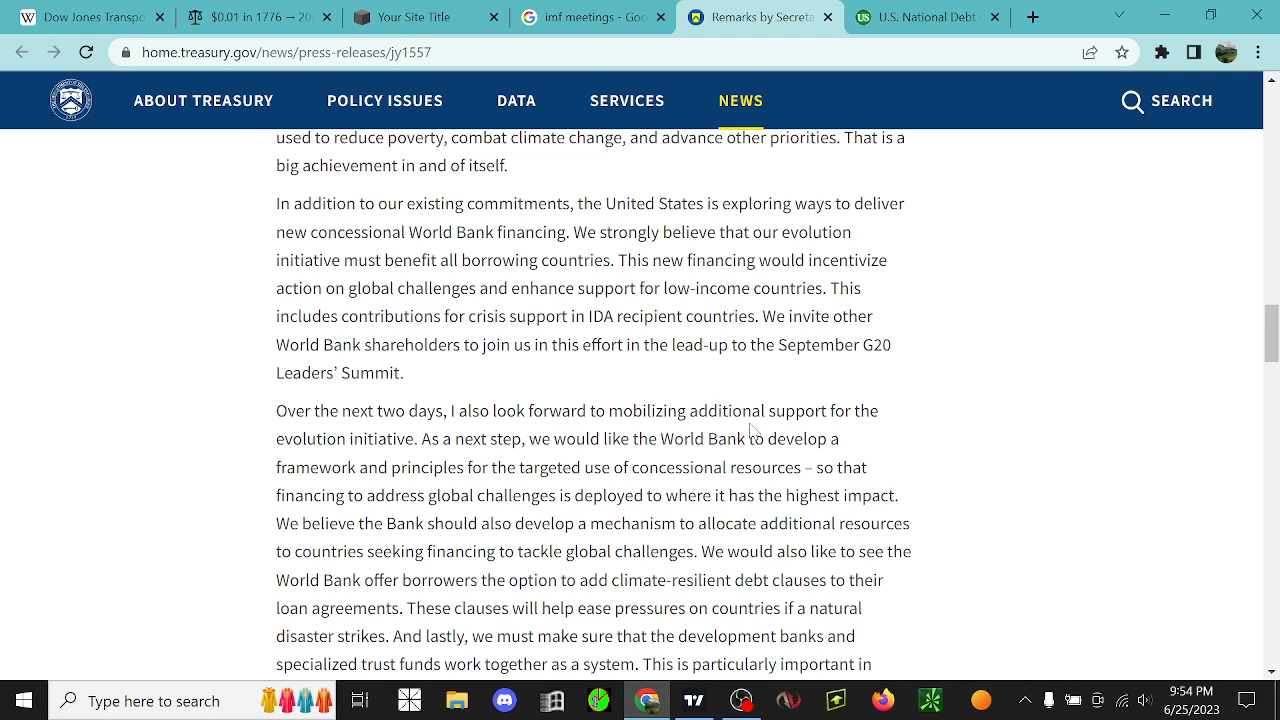 Dow Jones Transpo
$0.01 in 1776 → 20
Your Site Title
imf meetings - Goo
Remarks by Secreta
U.S. National Debt
home.treasury.gov/news/press-releases/jy1557
ABOUT TREASURY POLICY ISSUES DATA SERVICES NEWS SEARCH
used to reduce poverty, combat climate change, and advance other priorities. That is a
big achievement in and of itself.
In addition to our existing commitments, the United States is exploring ways to deliver
new concessional World Bank financing. We strongly believe that our evolution
initiative must benefit all borrowing countries. This new financing would incentivize
action on global challenges and enhance support for low-income countries. This
includes contributions for crisis support in IDA recipient countries. We invite other
World Bank shareholders to join us in this effort in the lead-up to the September G20
Leaders’ Summit.
Over the next two days, I also look forward to mobilizing additional support for the
evolution initiative. As a next step, we would like the World Bank to develop a
framework and principles for the targeted use of concessional resources – so that
financing to address global challenges is deployed to where it has the highest impact.
We believe the Bank should also develop a mechanism to allocate additional resources
to countries seeking financing to tackle global challenges. We would also like to see the
World Bank offer borrowers the option to add climate-resilient debt clauses to their
loan agreements. These clauses will help ease pressures on countries if a natural
disaster strikes. And lastly, we must make sure that the development banks and
specialized trust funds work together as a system. This is particularly important in
Type here to search
9:54 PM
6/25/2023